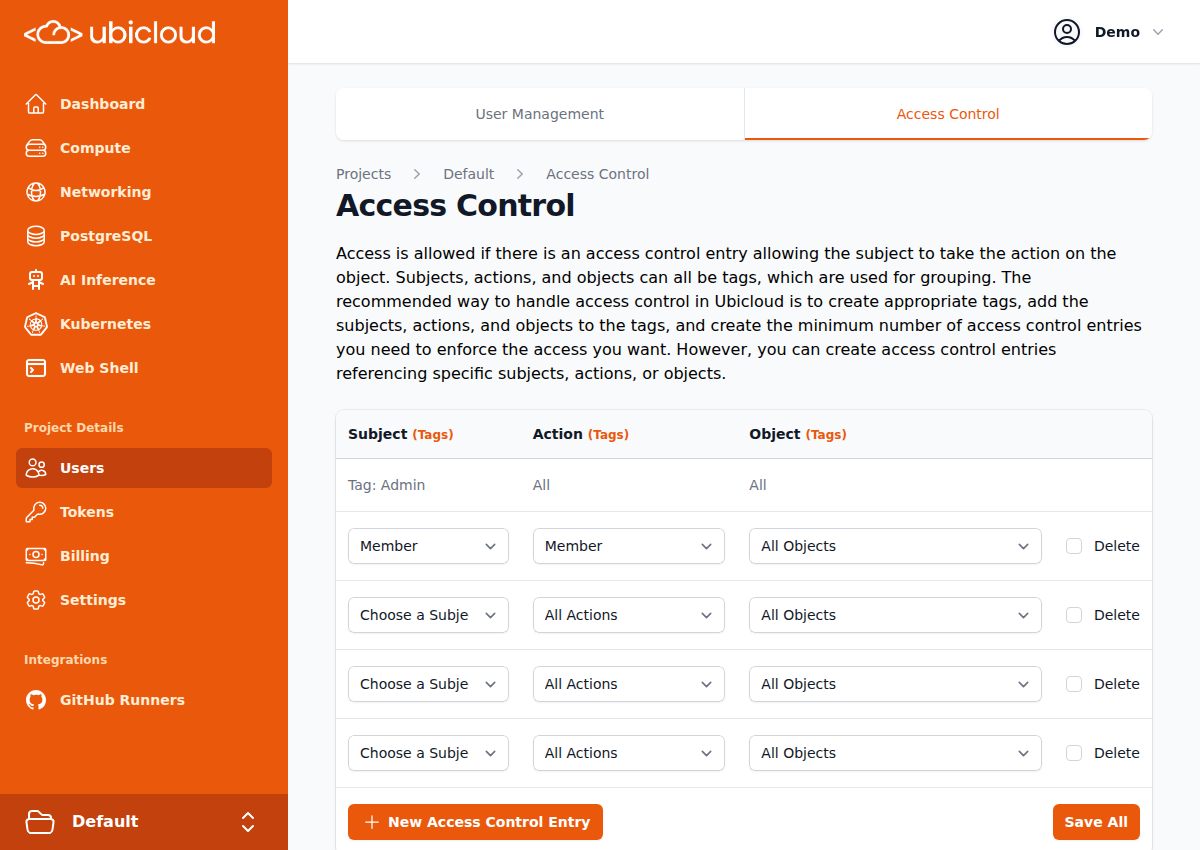 ubicloud
Demo
Dashboard
Compute
Networking
PostgreSQL
AI Inference
Kubernetes
Web Shell
Project Details
Users
Tokens
Billing
Settings
Integrations
GitHub Runners
Default
User Management
Access Control
Projects > Default > Access Control
Access Control
Access is allowed if there is an access control entry allowing the subject to take the action on the
object. Subjects, actions, and objects can all be tags, which are used for grouping. The
recommended way to handle access control in Ubicloud is to create appropriate tags, add the
subjects, actions, and objects to the tags, and create the minimum number of access control entries
you need to enforce the access you want. However, you can create access control entries
referencing specific subjects, actions, or objects.
Subject (Tags) Action (Tags) Object (Tags)
Tag: Admin All All
Member Member All Objects Delete
Choose a Subje All Actions All Objects Delete
Choose a Subje All Actions All Objects Delete
Choose a Subje All Actions All Objects Delete
New Access Control Entry Save All